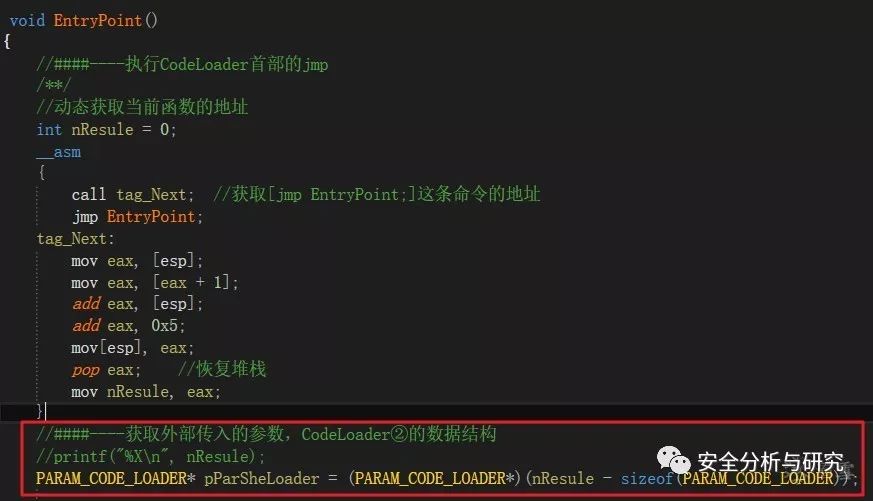 void EntryPoint()
{
//####----执行CodeLoader首部的jmp
/**/
//动态获取当前函数的地址
int nResule = 0;
__asm
{
call tag_Next; //获取[jmp EntryPoint;]这条命令的地址
jmp EntryPoint;
tag_Next:
mov eax, [esp];
mov eax, [eax + 1];
add eax, [esp];
add eax, 0x5;
mov[esp], eax;
pop eax; //恢复堆栈
mov nResule, eax;
}
//####----获取外部传入的参数，CodeLoader②的数据结构
//printf("%X\n", nResule);
安全分析与研究
PARAM_CODE_LOADER* pParSheLoader = (PARAM_CODE_LOADER*)(nResule - sizeof(PARAM_CODE_LOADER));